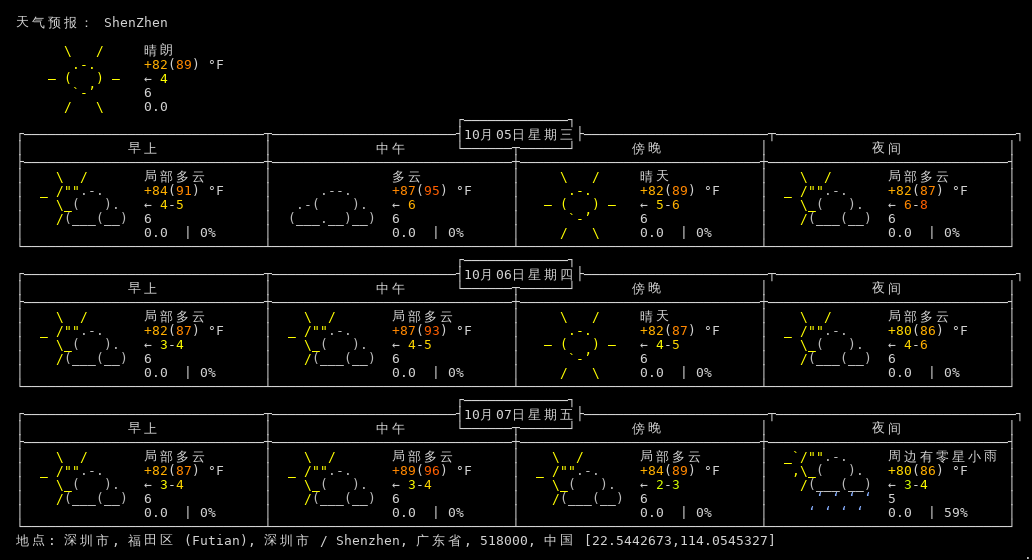 天气预报： ShenZhen
晴朗
+82(89) °F
← 4
6
0.0
10月05日星期三
早上 中午 傍晚 夜间
局部多云 多云 晴天 局部多云
+84(91) °F +87(95) °F +82(89) °F +82(87) °F
← 4-5 ← 6 ← 5-6 ← 6-8
6 6 6 6
0.0 | 0% 0.0 | 0% 0.0 | 0% 0.0 | 0%
10月06日星期四
早上 中午 傍晚 夜间
局部多云 局部多云 晴天 局部多云
+82(87) °F +87(93) °F +82(87) °F +80(86) °F
← 3-4 ← 4-5 ← 4-5 ← 4-6
6 6 6 6
0.0 | 0% 0.0 | 0% 0.0 | 0% 0.0 | 0%
10月07日星期五
早上 中午 傍晚 夜间
局部多云 局部多云 局部多云 周边有零星小雨
+82(87) °F +89(96) °F +84(89) °F +80(86) °F
← 3-4 ← 3-4 ← 2-3 ← 3-4
6 6 6 5
0.0 | 0% 0.0 | 0% 0.0 | 0% 0.0 | 59%
地点: 深圳市, 福田区 (Futian), 深圳市 / Shenzhen, 广东省, 518000, 中国 [22.5442673,114.0545327]